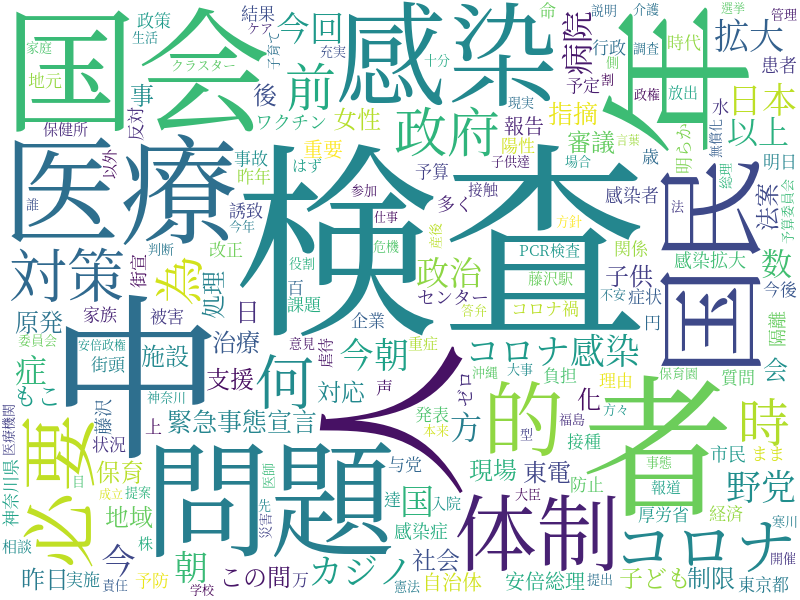 検査
国会
感染
年
医療
中
人
問題
国民
者
必要
体制
コロナ
的
時
対策
政府
為
前
何
野党
コロナ感染
政治
今朝
国
カジノ
症
化
方
数
拡大
以上
日本
病院
今回
緊急事態宣言
朝
今
女性
指摘
審議
法案
後
事
政策
生活
結果
ケア
子育て
充実
命
説明
介護
選挙
管理
家庭
地元
クラスター
行政
調査
時代
患者
予定
割
側
十分
現実
政権
放出
水
保健所
反対
ワクチン
報告
陽性
言葉
無償化
明らか
以外
事故
昨年
重要
はず
予算
子供達
場合
歳
総理
明日
予算委員会
誰
誘致
参加
多く
接触
感染者
法
今年
仕事
方針
判断
改正
危機
産後
PCR検査
関係
感染拡大
街宣
処理
日
役割
百
課題
藤沢駅
子供
今後
原発
家族
被害
センター
コロナ禍
不安
症状
隔離
企業
答弁
円
委員会
安倍政権
街頭
施設
治療
意見
虐待
重症
会
もこ
藤沢
神奈川
支援
対応
声
ゼロ
沖縄
大事
負担
理由
保育園
質問
医療機関
神奈川県
状況
上
発表
本来
福島
方々
型
接種
市民
まま
保育
目
成立
提案
医師
与党
現場
東電
事態
防止
報道
地域
株
災害
先
達
入院
大臣
厚労省
経済
寒川
相談
感染症
昨日
実施
責任
予防
学校
この間
万
社会
憲法
自治体
安倍総理
提出
子ども
制限
東京都
開催